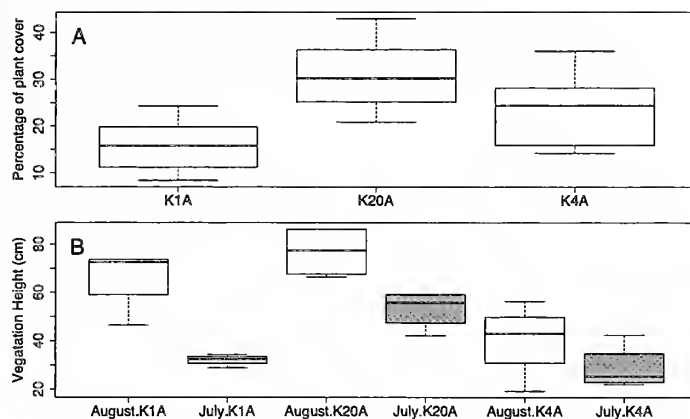 A
Percentage of plant cover
40
30
20
10
K1A K20A K4A
B
Vegatation Height (cm)
80
60
40
20
August.K1A July.K1A August.K20A July.K20A August.K4A July.K4A